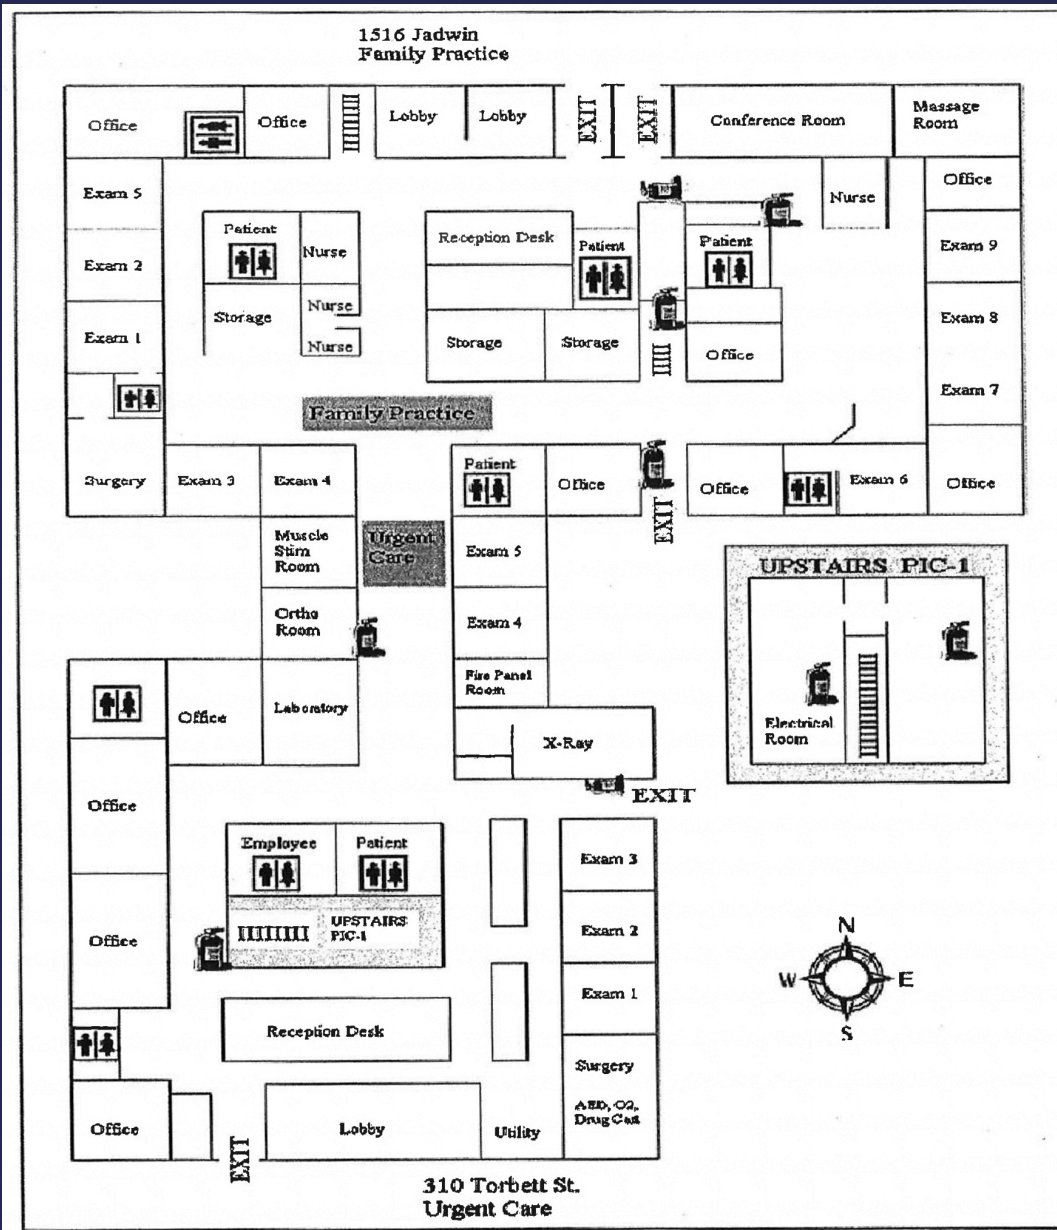 1516 Jadwin
Family Practice
Office
Office
Lobby
Lobby
EXIT
EXIT
Conference Room
Massage
Room
Exam 5
Nurse
Office
Patient
Nurse
Reception Desk
Patient
Patient
Exam 9
Exam 2
Storage
Nurse
Nurse
Exam 1
Storage
Storage
Office
Exam 8
Exam 7
Family Practice
Surgery
Exam 3
Exam 4
Patient
Office
EXIT
Office
Exam 6
Office
Muscle
Stim
Room
Urgent
Care
Exam 5
UPSTAIRS PIC-1
Ortho
Room
Exam 4
Office
Laboratory
Fire Panel
Room
X-Ray
Electrical
Room
EXIT
Office
Employee
Patient
Exam 3
UPSTAIRS
PIC-1
Office
Exam 2
Exam 1
N
W
E
S
Reception Desk
Surgery
AED, O2,
Drug Cart
Office
EXIT
Lobby
Utility
310 Torbett St.
Urgent Care